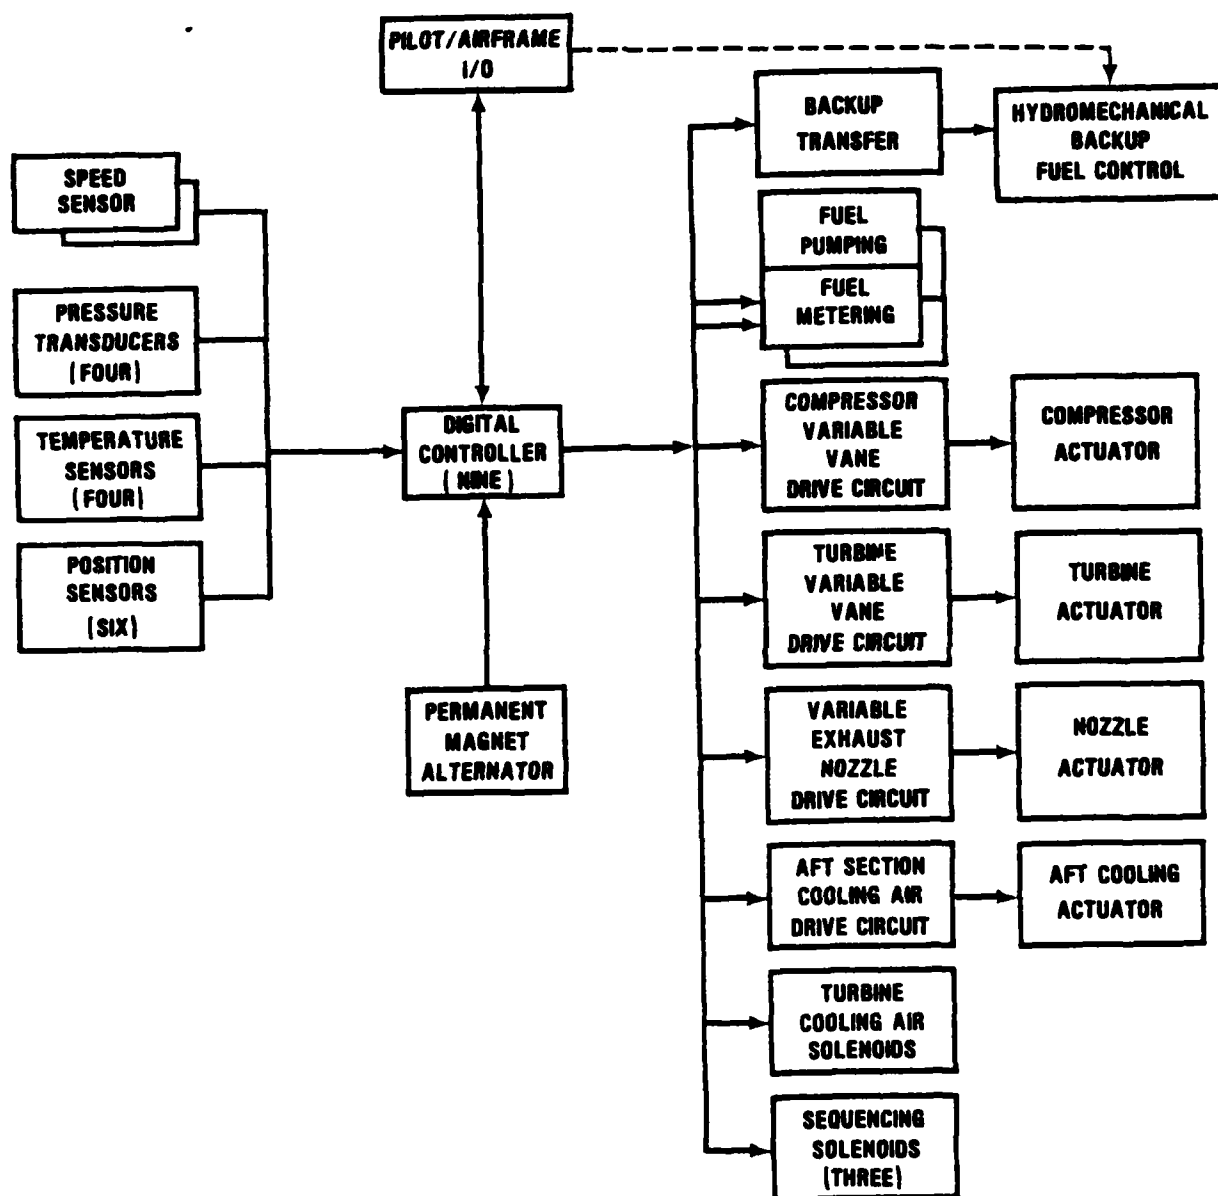 PILOT/AIRFRAME
I/O
BACKUP
TRANSFER
HYDROMECHANICAL
BACKUP
FUEL CONTROL
SPEED
SENSOR
FUEL
PUMPING
FUEL
METERING
PRESSURE
TRANSDUCERS
(FOUR)
TEMPERATURE
SENSORS
(FOUR)
POSITION
SENSORS
(SIX)
DIGITAL
CONTROLLER
(NINE)
PERMANENT
MAGNET
ALTERNATOR
COMPRESSOR
VARIABLE
VANE
DRIVE CIRCUIT
COMPRESSOR
ACTUATOR
TURBINE
VARIABLE
VANE
DRIVE CIRCUIT
TURBINE
ACTUATOR
VARIABLE
EXHAUST
NOZZLE
DRIVE CIRCUIT
NOZZLE
ACTUATOR
AFT SECTION
COOLING AIR
DRIVE CIRCUIT
AFT COOLING
ACTUATOR
TURBINE
COOLING AIR
SOLENOIDS
SEQUENCING
SOLENOIDS
(THREE)